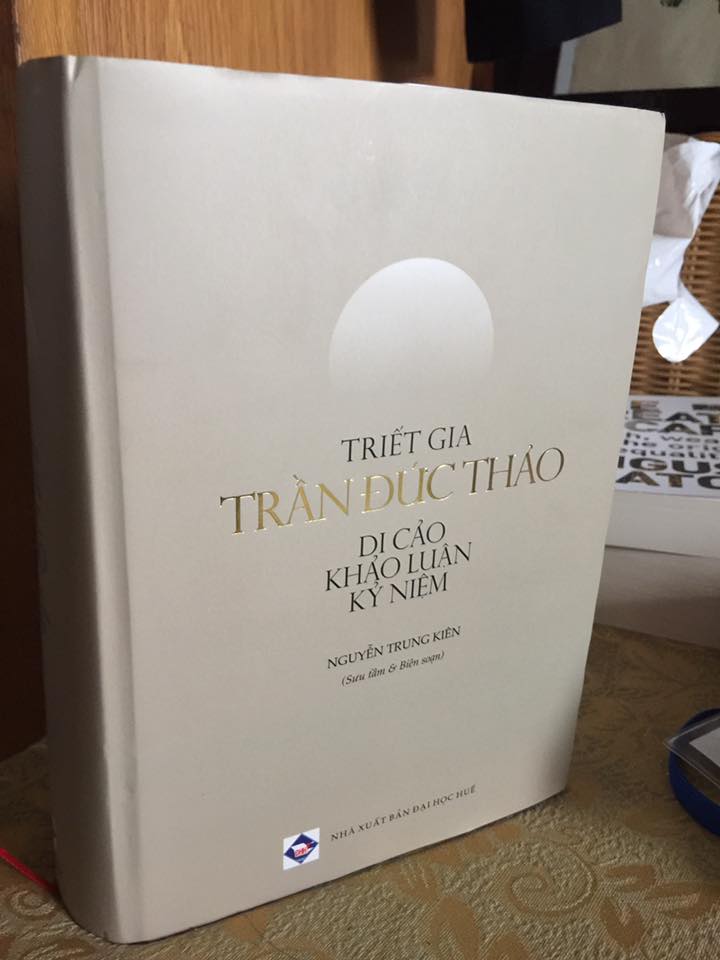 TRIẾT GIA
TRẦN ĐỨC THẢO
DI CẢO
KHẢO LUẬN
KỶ NIỆM
NGUYỄN TRUNG KIÊN
(Sưu tầm & Biên soạn)
NHÀ XUẤT BẢN ĐẠI HỌC HUẾ